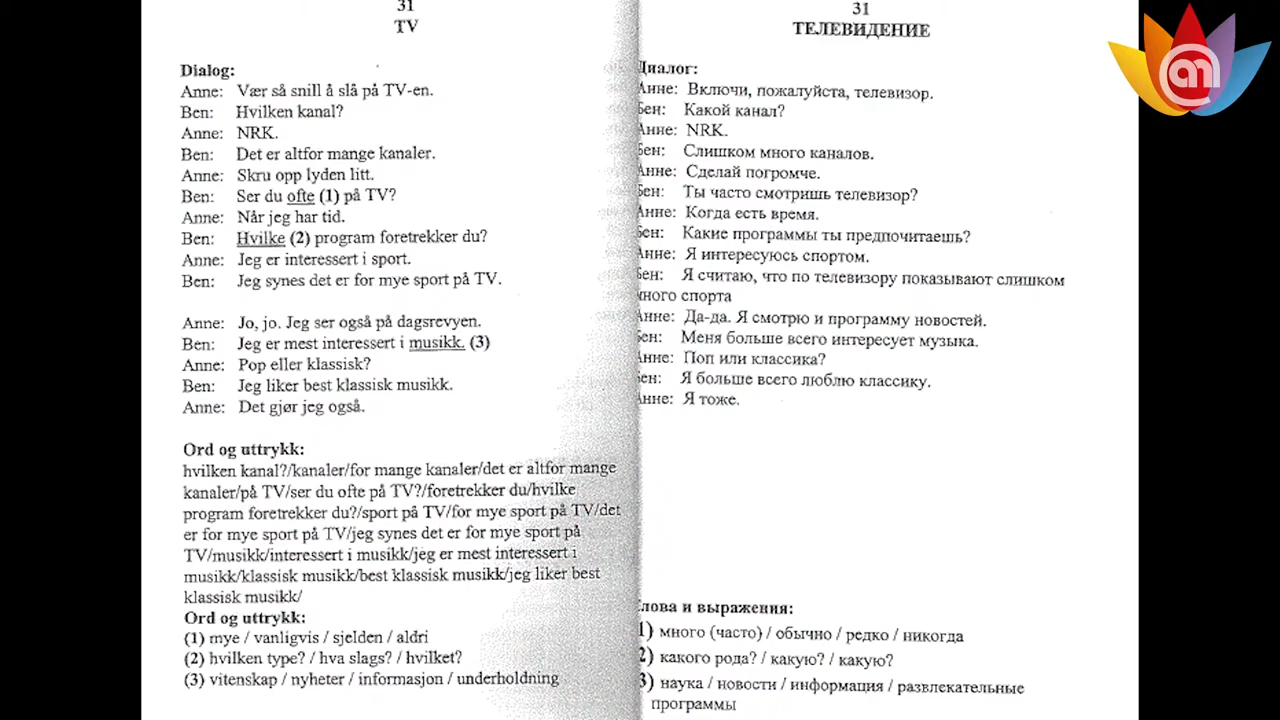 31
TV
Dialog:
Anne: Vær så snill å slå på TV-en.
Ben: Hvilken kanal?
Anne: NRK.
Ben: Det er altfor mange kanaler.
Anne: Skru opp lyden litt.
Ben: Ser du ofte (1) på TV?
Anne: Når jeg har tid.
Ben: Hvilke (2) program foretrekker du?
Anne: Jeg er interessert i sport.
Ben: Jeg synes det er for mye sport på TV.
Anne: Jo, jo. Jeg ser også på dagsrevyen.
Ben: Jeg er mest interessert i musikk. (3)
Anne: Pop eller klassisk?
Ben: Jeg liker best klassisk musikk.
Anne: Det gjør jeg også.
Ord og uttrykk:
hvilken kanal?/kanaler/for mange kanaler/det er altfor mange
kanaler/på TV/ser du ofte på TV?/foretrekker du/hvilke
program foretrekker du?/sport på TV/for mye sport på TV/det
er for mye sport på TV/jeg synes det er for mye sport på
TV/musikk/interessert i musikk/jeg er mest interessert i
musikk/klassisk musikk/best klassisk musikk/jeg liker best
klassisk musikk/
Ord og uttrykk:
(1) mye / vanligvis / sjelden / aldri
(2) hvilken type? / hva slags? / hvilket?
(3) vitenskap / nyheter / informasjon / underholdning
31
ТЕЛЕВИДЕНИЕ
Диалог:
Анне: Включи, пожалуйста, телевизор.
Бен: Какой канал?
Анне: NRK.
Бен: Слишком много каналов.
Анне: Сделай погромче.
Бен: Ты часто смотришь телевизор?
Анне: Когда есть время.
Бен: Какие программы ты предпочитаешь?
Анне: Я интересуюсь спортом.
Бен: Я считаю, что по телевизору показывают слишком
много спорта
Анне: Да-да. Я смотрю и программу новостей.
Бен: Меня больше всего интересует музыка.
Анне: Поп или классика?
Бен: Я больше всего люблю классику.
Анне: Я тоже.
Слова и выражения:
1) много (часто) / обычно / редко / никогда
2) какого рода? / какую? / какую?
3) наука / новости / информация / развлекательные
программы